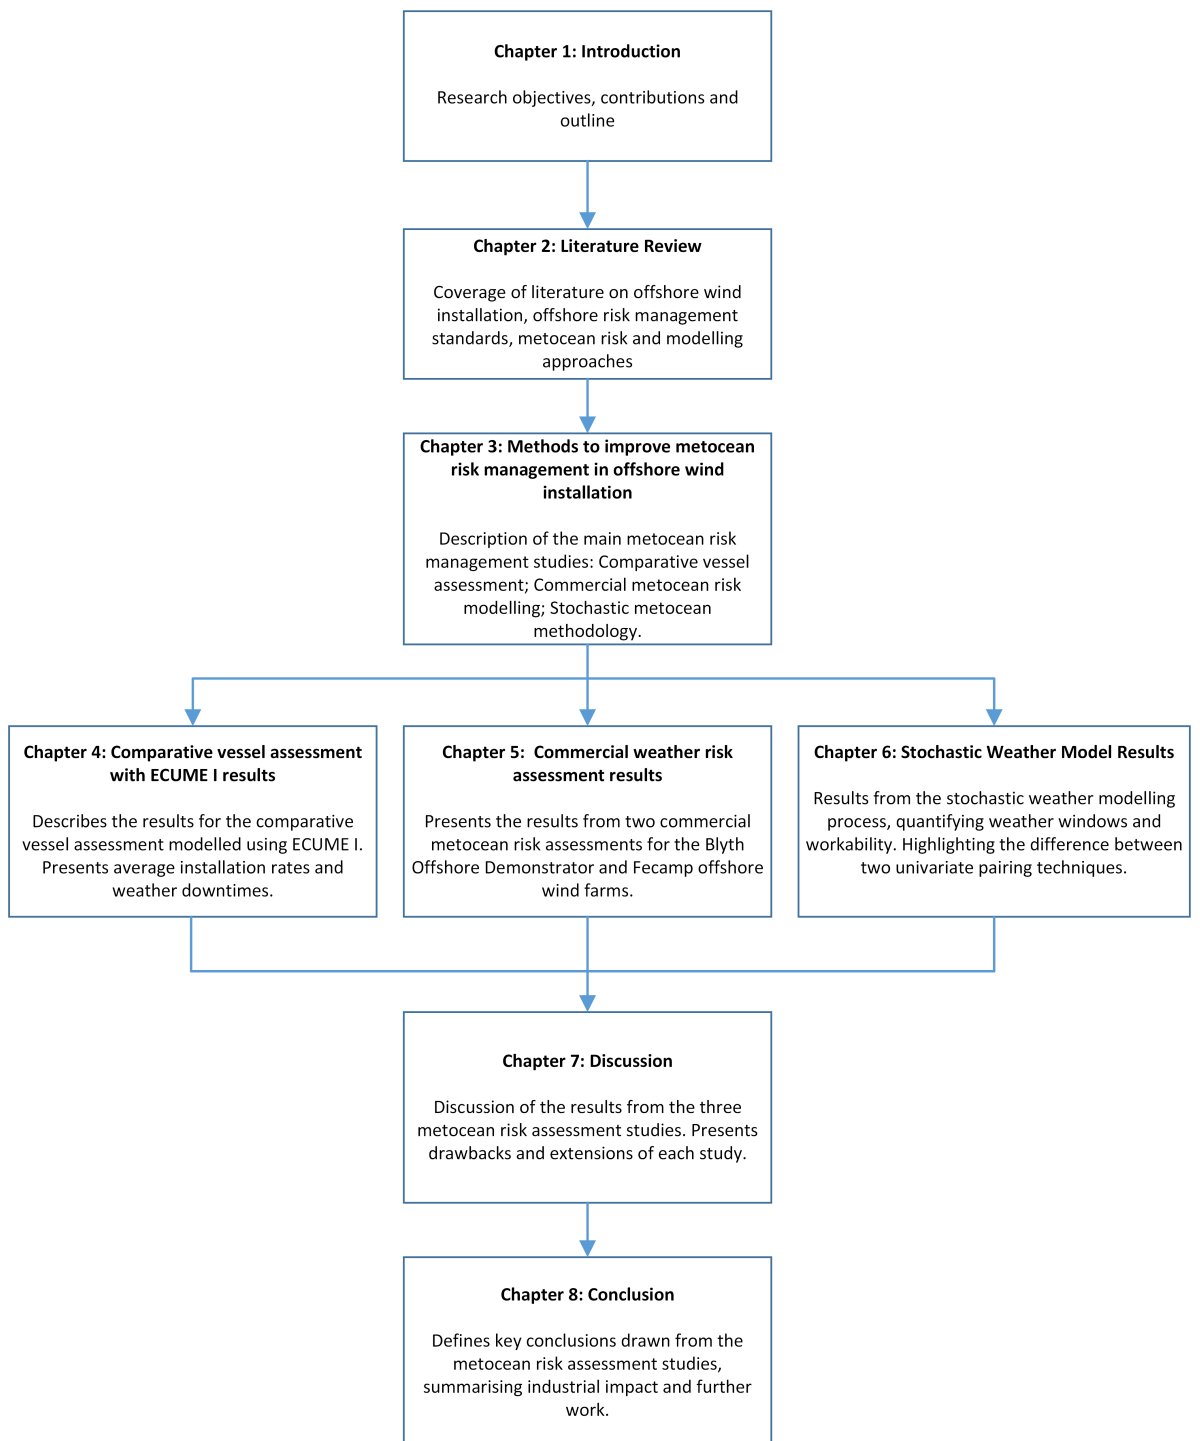 Chapter 1: Introduction
Research objectives, contributions and
outline
Chapter 2: Literature Review
Coverage of literature on offshore wind
installation, offshore risk management
standards, metocean risk and modelling
approaches
Chapter 3: Methods to improve metocean
risk management in offshore wind
installation
Description of the main metocean risk
management studies: Comparative vessel
assessment; Commercial metocean risk
modelling; Stochastic metocean
methodology.
Chapter 4: Comparative vessel assessment
with ECUME I results
Describes the results for the comparative
vessel assessment modelled using ECUME I.
Presents average installation rates and
weather downtimes.
Chapter 5:  Commercial weather risk
assessment results
Presents the results from two commercial
metocean risk assessments for the Blyth
Offshore Demonstrator and Fecamp offshore
wind farms.
Chapter 6: Stochastic Weather Model Results
Results from the stochastic weather modelling
process, quantifying weather windows and
workability. Highlighting the difference between
two univariate pairing techniques.
Chapter 7: Discussion
Discussion of the results from the three
metocean risk assessment studies. Presents
drawbacks and extensions of each study.
Chapter 8: Conclusion
Defines key conclusions drawn from the
metocean risk assessment studies,
summarising industrial impact and further
work.